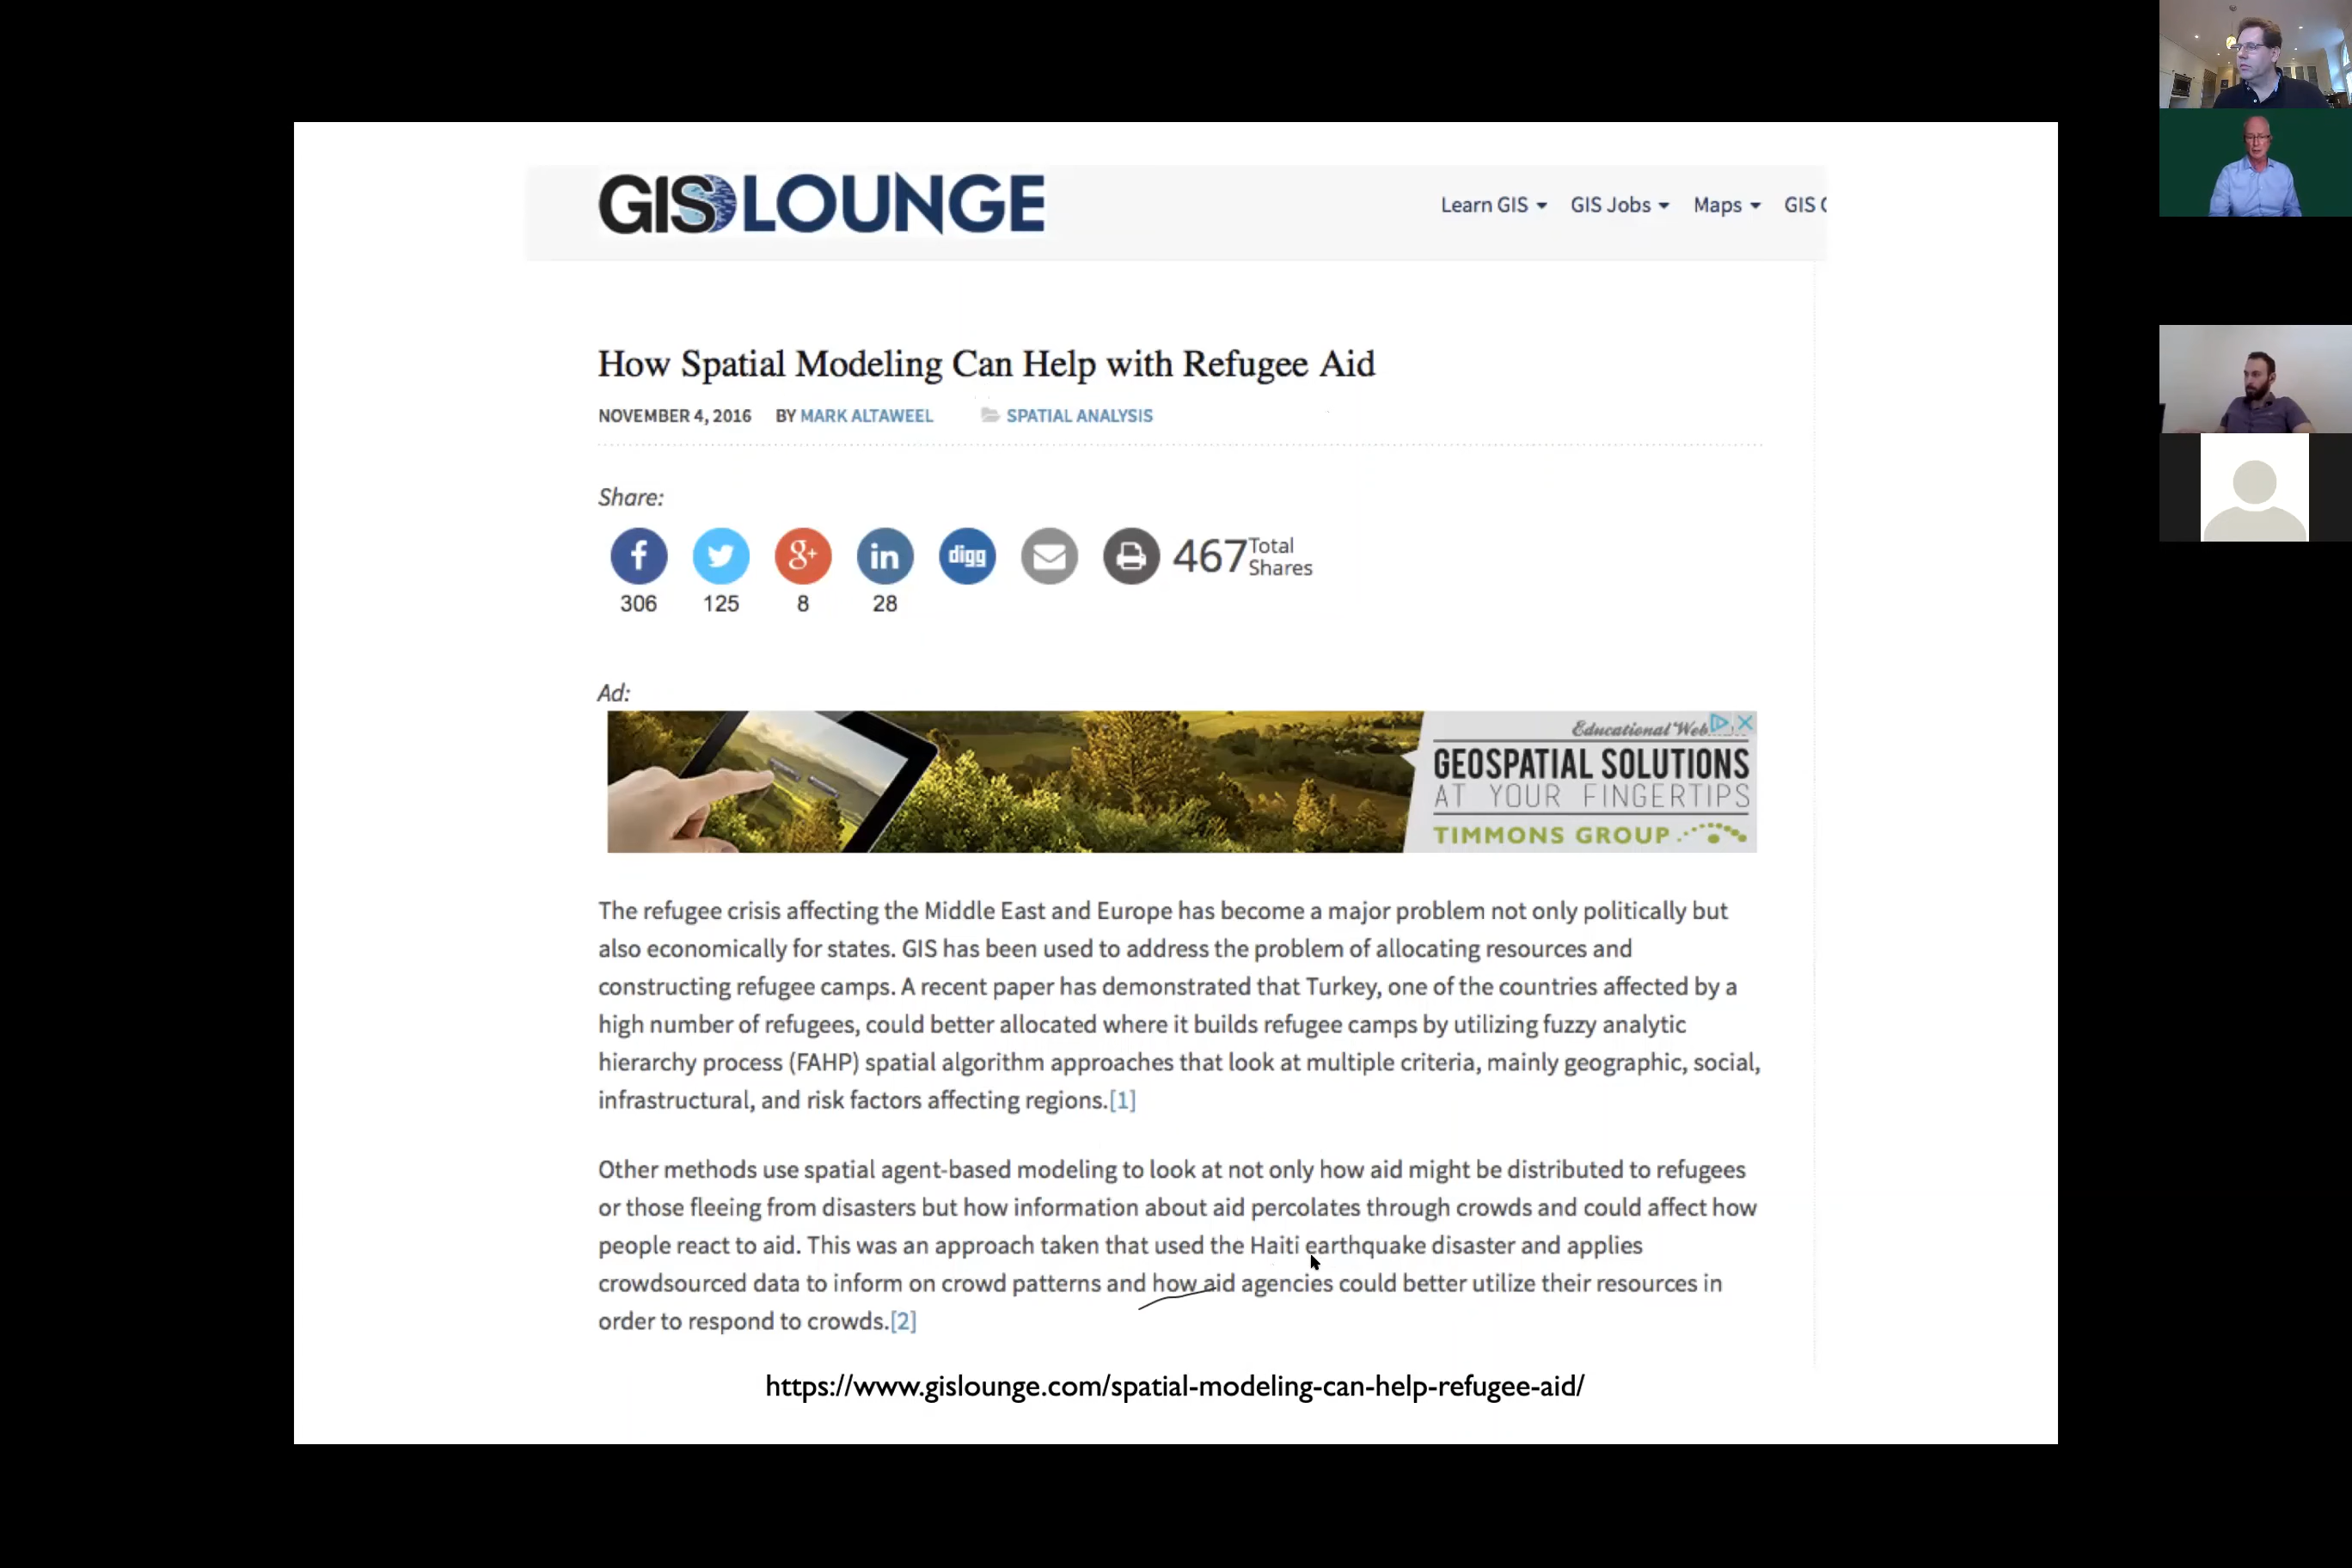 GIS LOUNGE
Learn GIS GIS Jobs Maps GIS
How Spatial Modeling Can Help with Refugee Aid
NOVEMBER 4, 2016 BY MARK ALTAWEEL SPATIAL ANALYSIS
Share:
f g+ in digg 467 Total Shares
306 125 8 28
Ad:
Educational Web
GEOSPATIAL SOLUTIONS
AT YOUR FINGERTIPS
TIMMONS GROUP
The refugee crisis affecting the Middle East and Europe has become a major problem not only politically but
also economically for states. GIS has been used to address the problem of allocating resources and
constructing refugee camps. A recent paper has demonstrated that Turkey, one of the countries affected by a
high number of refugees, could better allocated where it builds refugee camps by utilizing fuzzy analytic
hierarchy process (FAHP) spatial algorithm approaches that look at multiple criteria, mainly geographic, social,
infrastructural, and risk factors affecting regions.[1]
Other methods use spatial agent-based modeling to look at not only how aid might be distributed to refugees
or those fleeing from disasters but how information about aid percolates through crowds and could affect how
people react to aid. This was an approach taken that used the Haiti earthquake disaster and applies
crowdsourced data to inform on crowd patterns and how aid agencies could better utilize their resources in
order to respond to crowds.[2]
https://www.gislounge.com/spatial-modeling-can-help-refugee-aid/